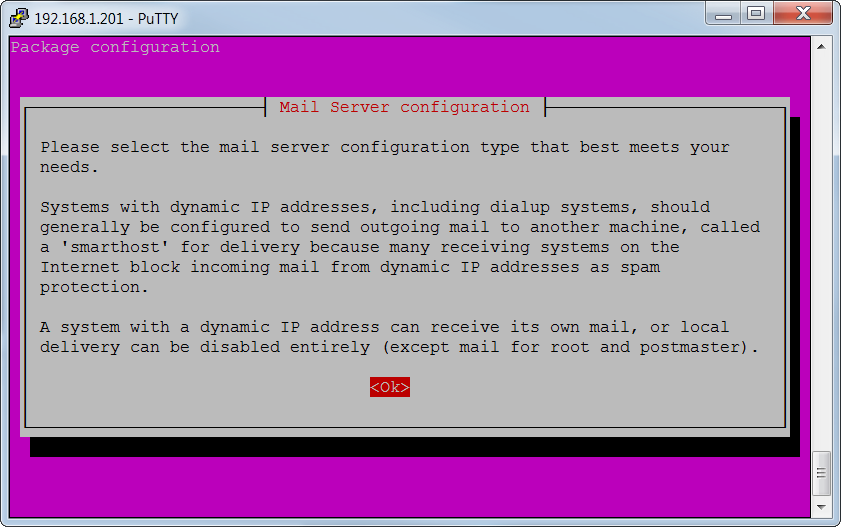 192.168.1.201 - PuTTY
Package configuration
Mail Server configuration
Please select the mail server configuration type that best meets your
needs.
Systems with dynamic IP addresses, including dialup systems, should
generally be configured to send outgoing mail to another machine, called
a 'smarthost' for delivery because many receiving systems on the
Internet block incoming mail from dynamic IP addresses as spam
protection.
A system with a dynamic IP address can receive its own mail, or local
delivery can be disabled entirely (except mail for root and postmaster).
<Ok>